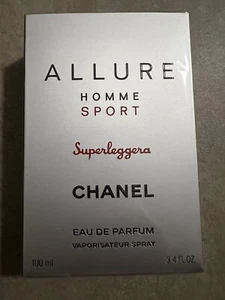 ALLURE
HOMME
SPORT
Superleggera
CHANEL
EAU DE PARFUM
VAPORISATEUR SPRAY
100 ml 3.4 FL.OZ.